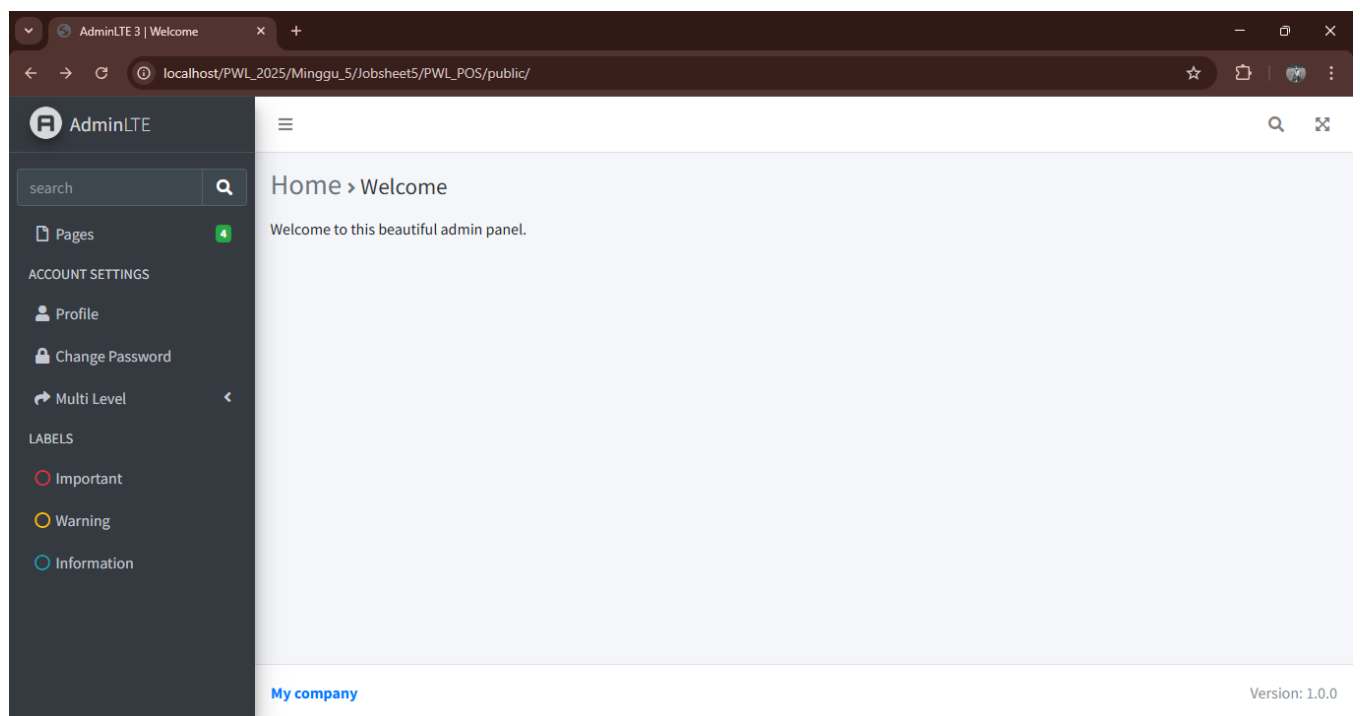 AdminLTE 3 | Welcome
localhost/PWL_2025/Minggu_5/Jobsheet5/PWL_POS/public/
AdminLTE
search
Pages 4
ACCOUNT SETTINGS
Profile
Change Password
Multi Level
LABELS
Important
Warning
Information
Home › Welcome
Welcome to this beautiful admin panel.
My company
Version: 1.0.0